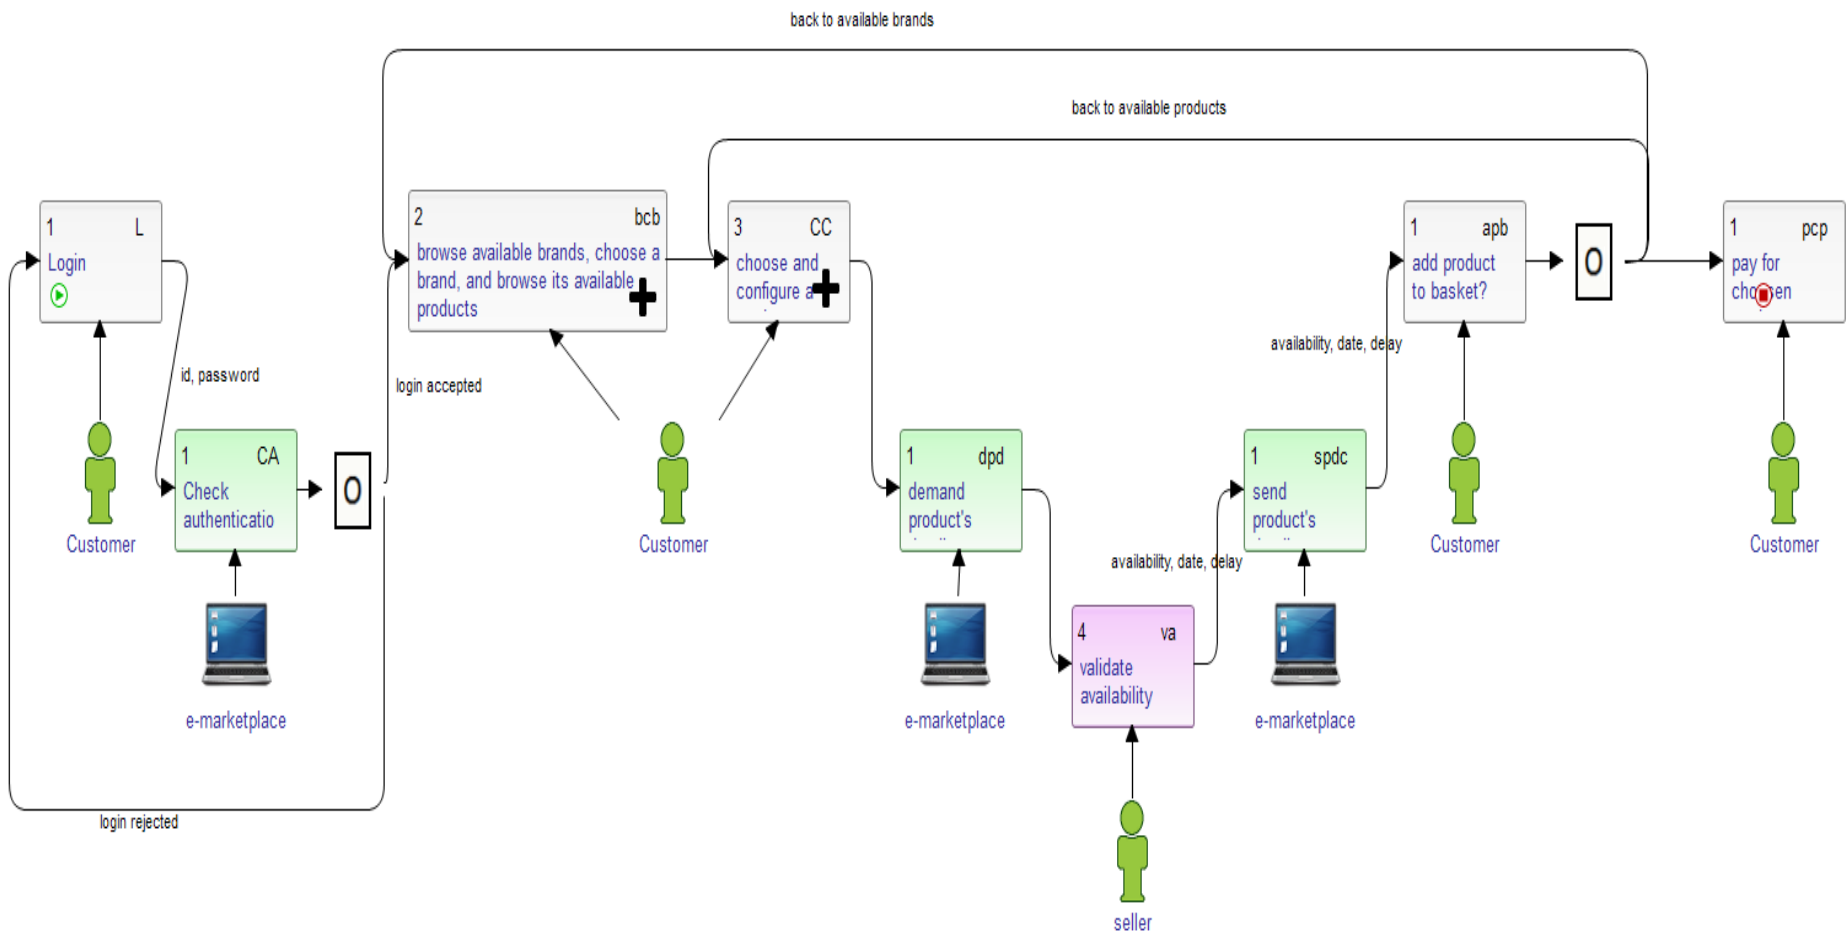 back to available brands
back to available products
1 L
Login
id, password
Customer
1 CA
Check
authenticatio
O
e-marketplace
login rejected
login accepted
2 bcb
browse available brands, choose a
brand, and browse its available
products
3 CC
choose and
configure a
Customer
1 dpd
demand
product's
e-marketplace
4 va
validate
availability
seller
availability, date, delay
1 spdc
send
product's
e-marketplace
availability, date, delay
1 apb
add product
to basket?
Customer
O
1 pcp
pay for
chosen
Customer